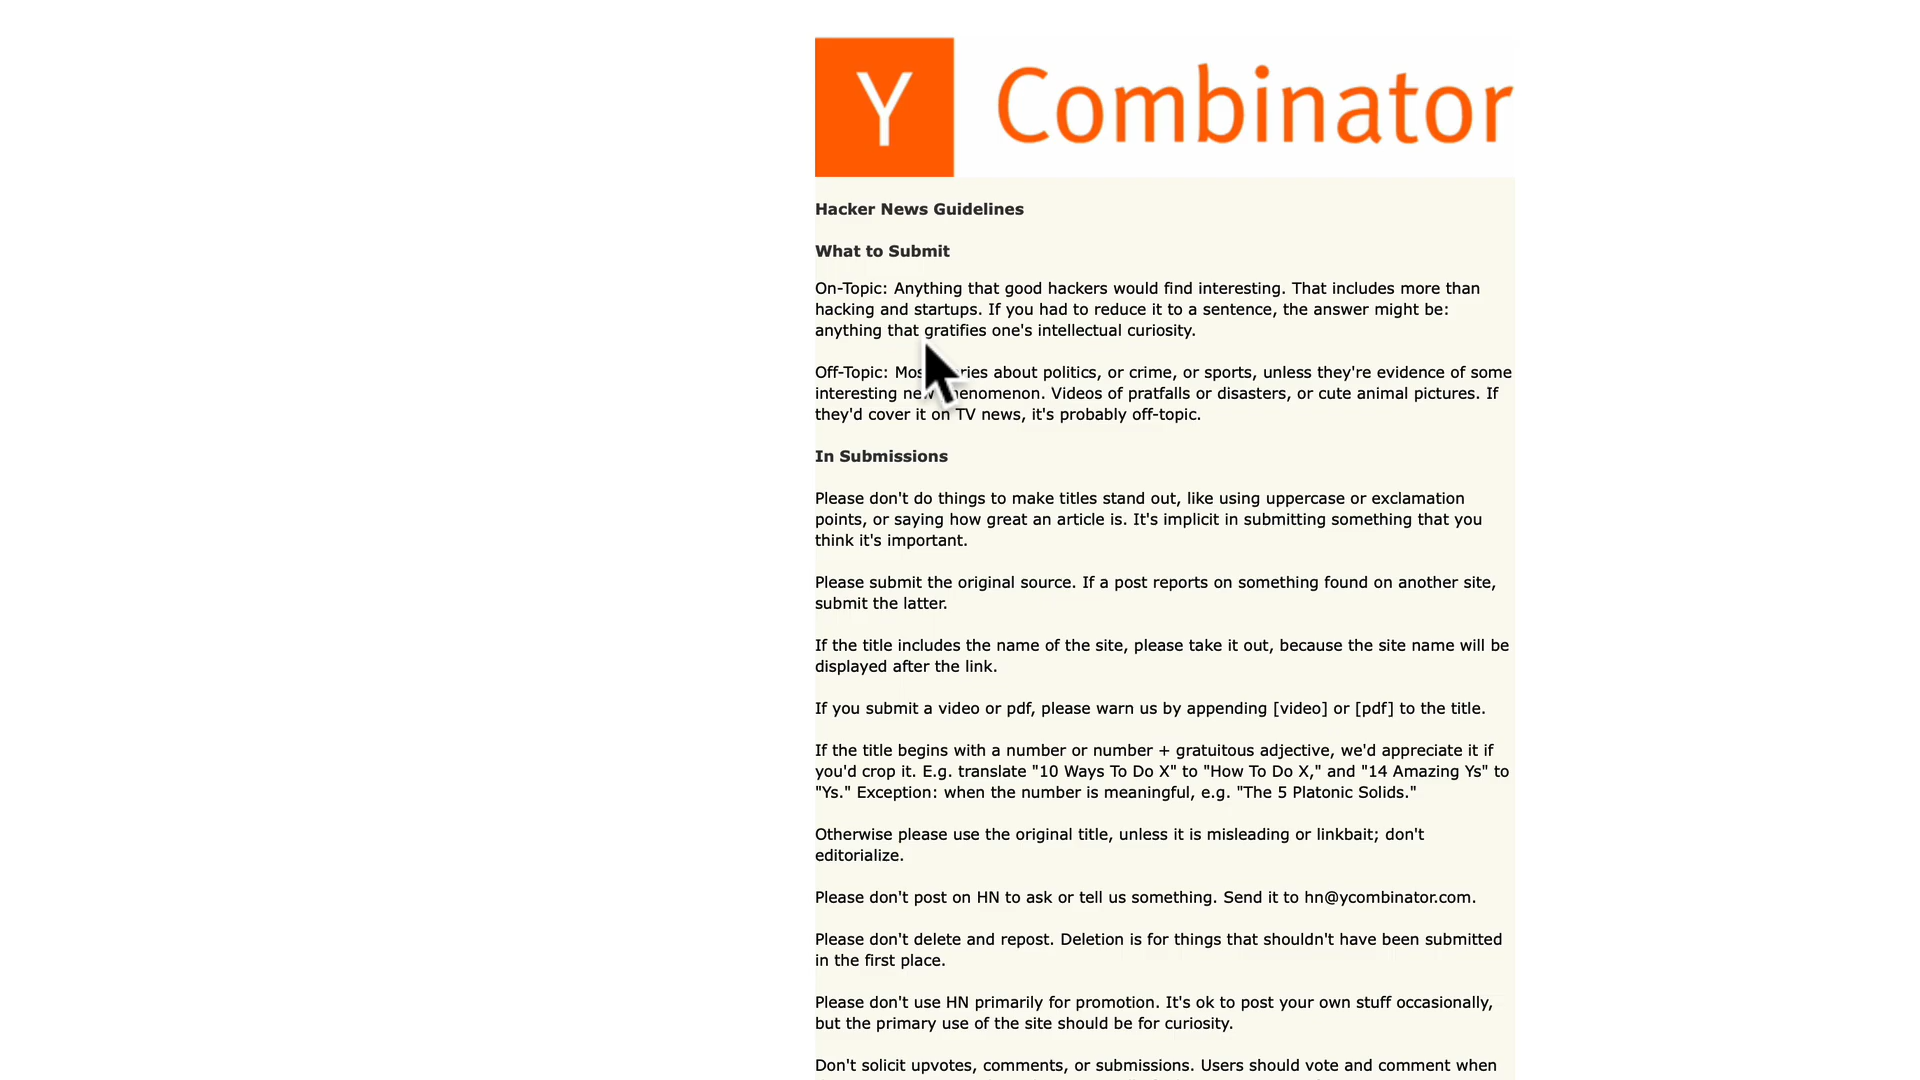 Y Combinator
Hacker News Guidelines
What to Submit
On-Topic: Anything that good hackers would find interesting. That includes more than
hacking and startups. If you had to reduce it to a sentence, the answer might be:
anything that gratifies one's intellectual curiosity.
Off-Topic: Most about politics, or crime, or sports, unless they're evidence of some
interesting new phenomenon. Videos of pratfalls or disasters, or cute animal pictures. If
they'd cover it on TV news, it's probably off-topic.
In Submissions
Please don't do things to make titles stand out, like using uppercase or exclamation
points, or saying how great an article is. It's implicit in submitting something that you
think it's important.
Please submit the original source. If a post reports on something found on another site,
submit the latter.
If the title includes the name of the site, please take it out, because the site name will be
displayed after the link.
If you submit a video or pdf, please warn us by appending [video] or [pdf] to the title.
If the title begins with a number or number + gratuitous adjective, we'd appreciate it if
you'd crop it. E.g. translate "10 Ways To Do X" to "How To Do X," and "14 Amazing Ys" to
"Ys." Exception: when the number is meaningful, e.g. "The 5 Platonic Solids."
Otherwise please use the original title, unless it is misleading or linkbait; don't
editorialize.
Please don't post on HN to ask or tell us something. Send it to hn@ycombinator.com.
Please don't delete and repost. Deletion is for things that shouldn't have been submitted
in the first place.
Please don't use HN primarily for promotion. It's ok to post your own stuff occasionally,
but the primary use of the site should be for curiosity.
Don't solicit upvotes, comments, or submissions. Users should vote and comment when